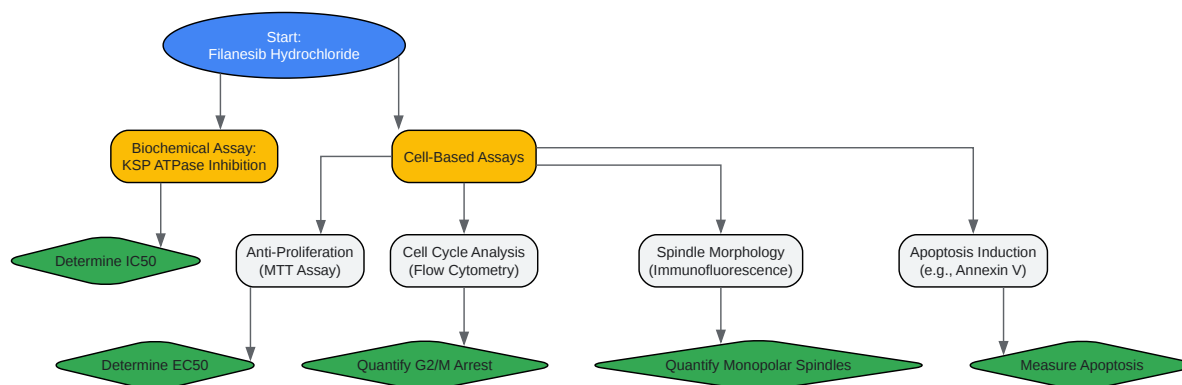 Start:
Filanesib Hydrochloride
Biochemical Assay:
KSP ATPase Inhibition
Cell-Based Assays
Determine IC50
Anti-Proliferation
(MTT Assay)
Cell Cycle Analysis
(Flow Cytometry)
Spindle Morphology
(Immunofluorescence)
Apoptosis Induction
(e.g., Annexin V)
Determine EC50
Quantify G2/M Arrest
Quantify Monopolar Spindles
Measure Apoptosis